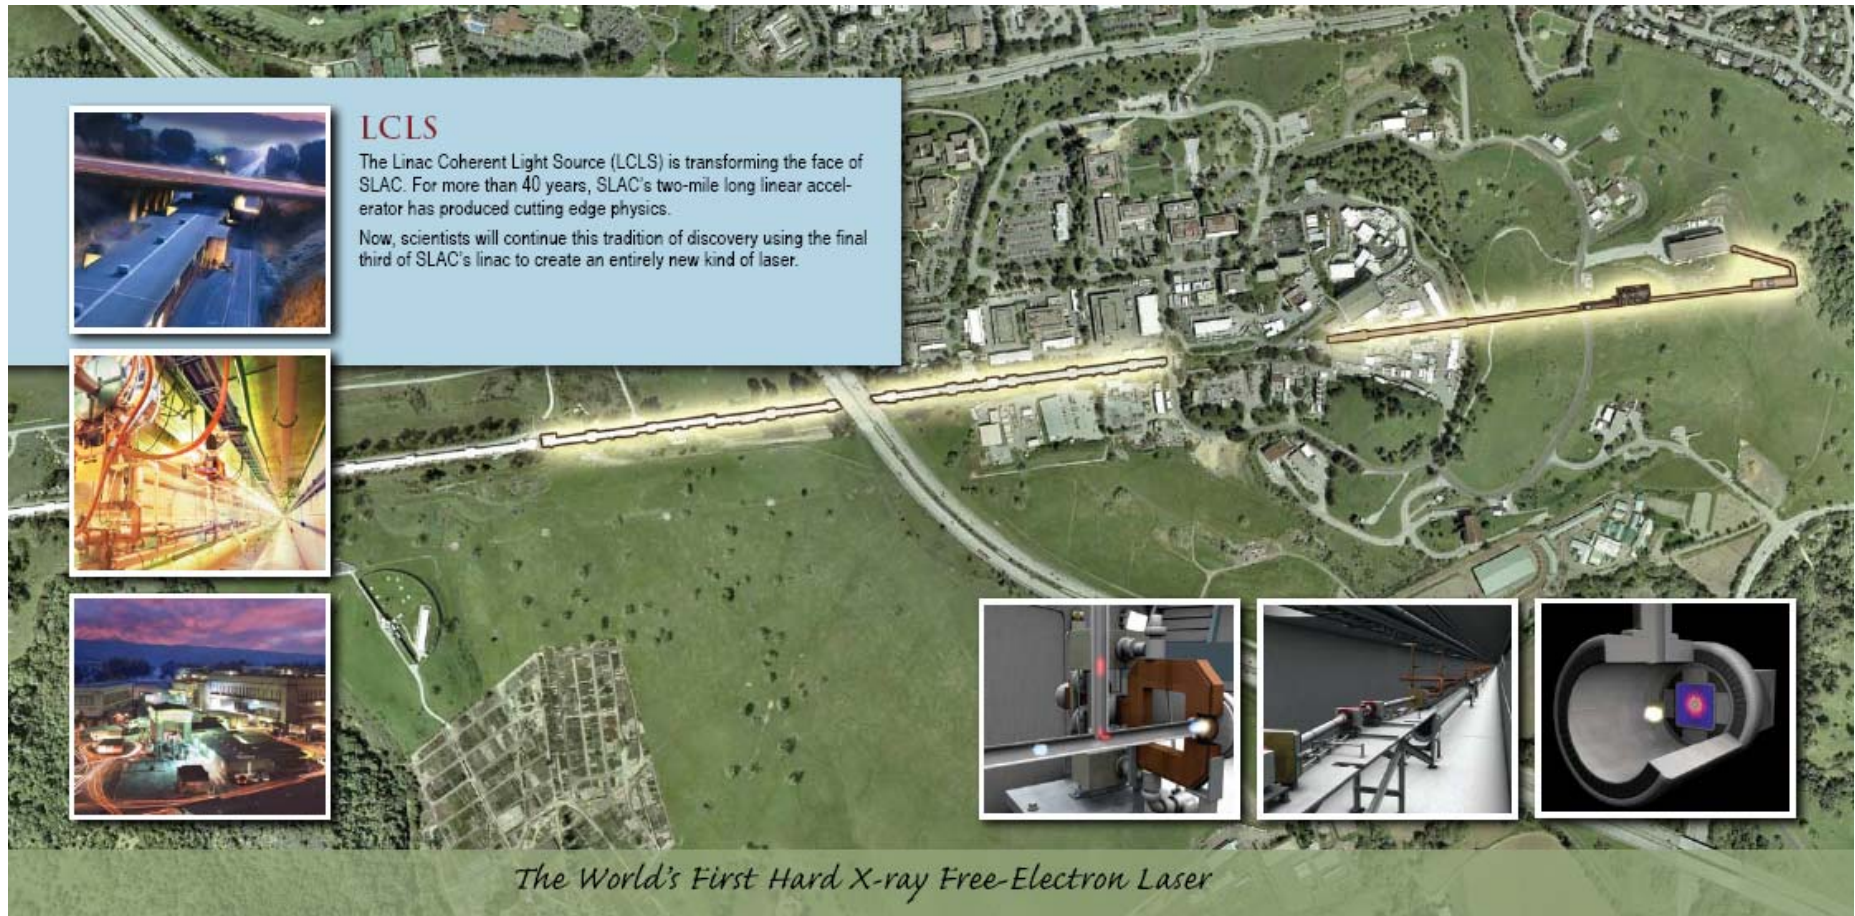 LCLS
The Linac Coherent Light Source (LCLS) is transforming the face of
SLAC. For more than 40 years, SLAC's two-mile long linear accel-
erator has produced cutting edge physics.
Now, scientists will continue this tradition of discovery using the final
third of SLAC's linac to create an entirely new kind of laser.
The World's First Hard X-ray Free-Electron Laser